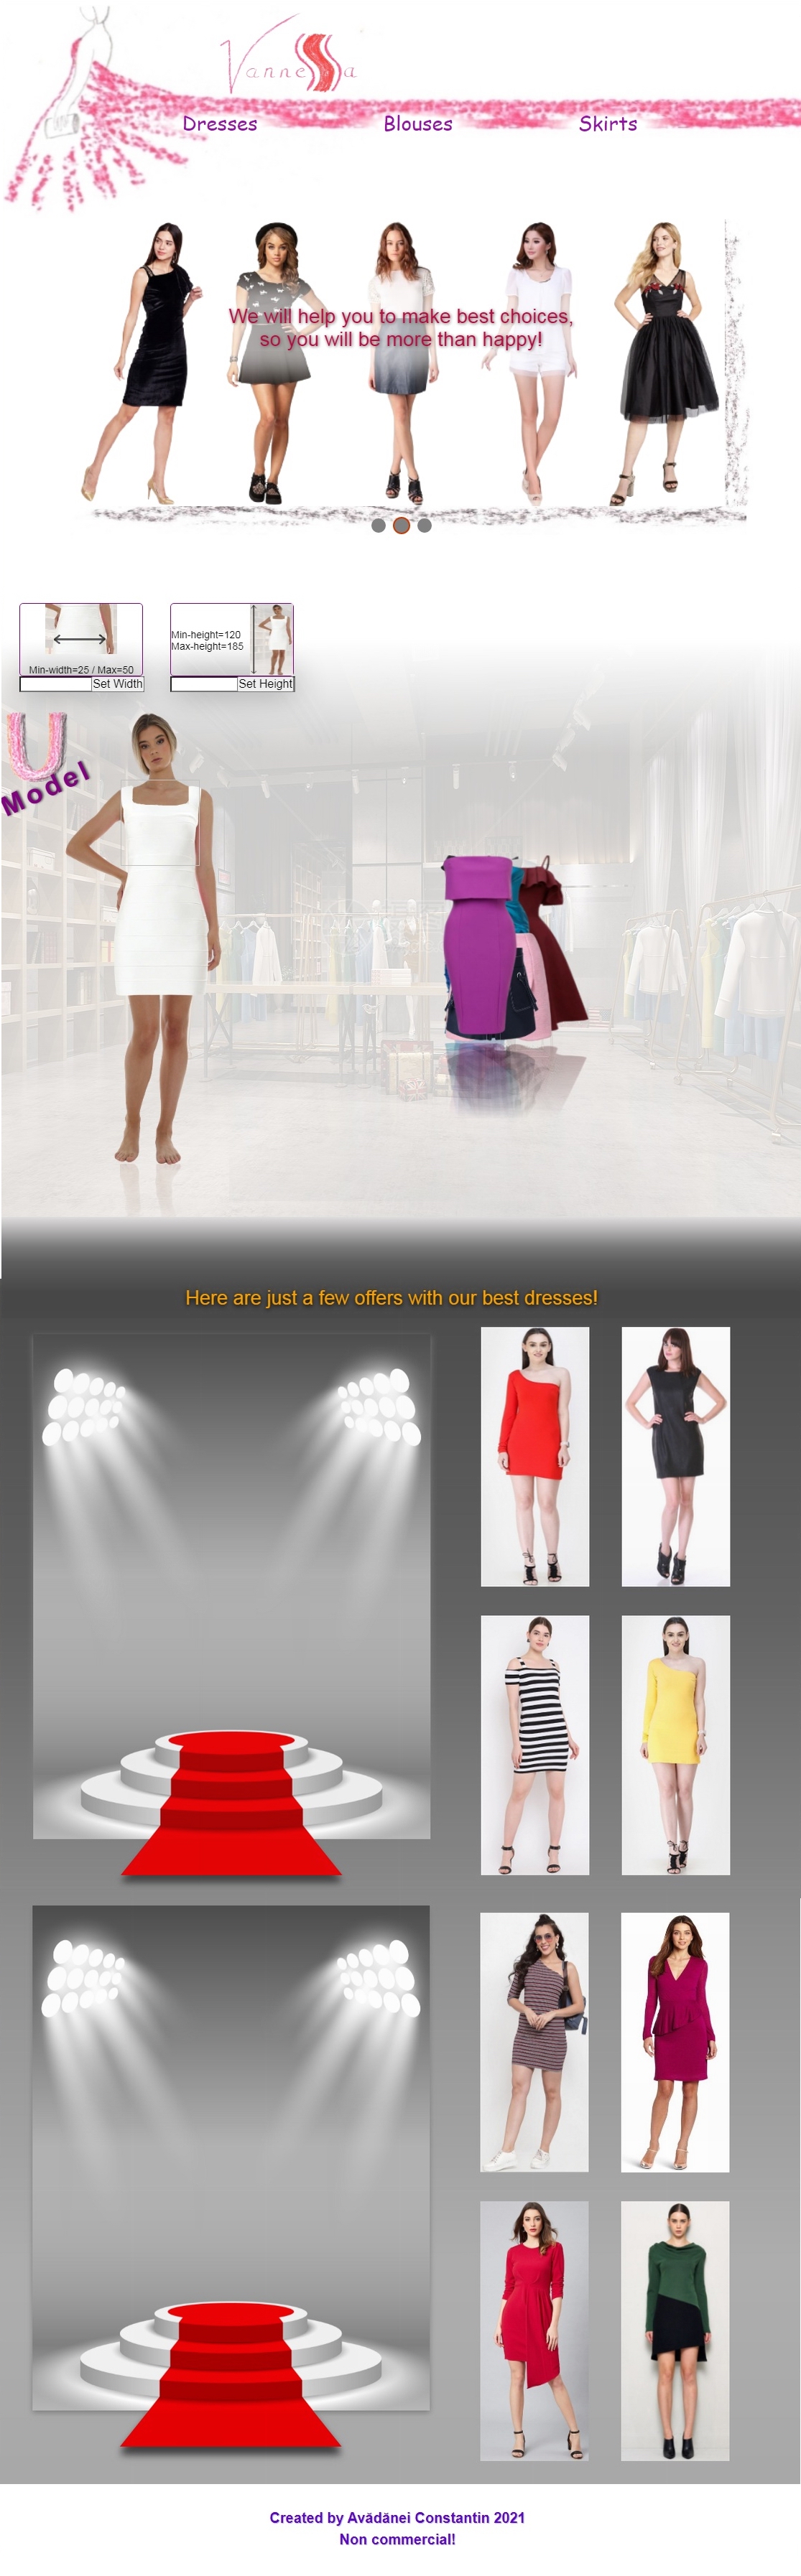 Vannessa
Dresses
Blouses
Skirts
We will help you to make best choices,
so you will be more than happy!
Min-width=25 / Max=50
Set Width
Min-height=120
Max-height=185
Set Height
U
Model
Here are just a few offers with our best dresses!
Created by Avădănei Constantin 2021
Non commercial!